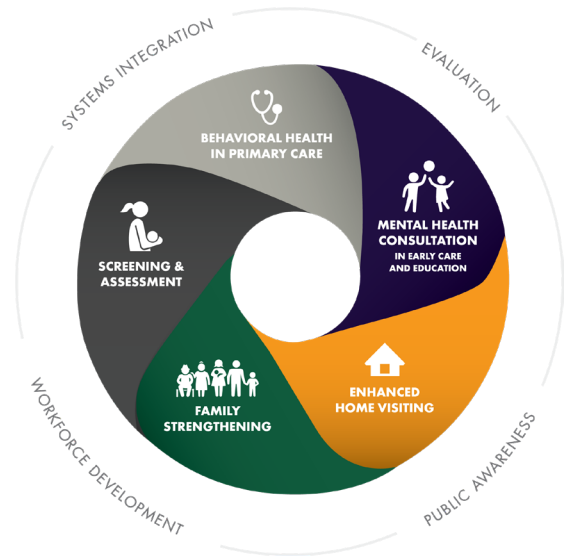 SYSTEMS INTEGRATION
EVALUATION
BEHAVIORAL HEALTH
IN PRIMARY CARE
MENTAL HEALTH
CONSULTATION
IN EARLY CARE
AND EDUCATION
SCREENING &
ASSESSMENT
ENHANCED
HOME VISITING
FAMILY
STRENGTHENING
WORKFORCE DEVELOPMENT
PUBLIC AWARENESS